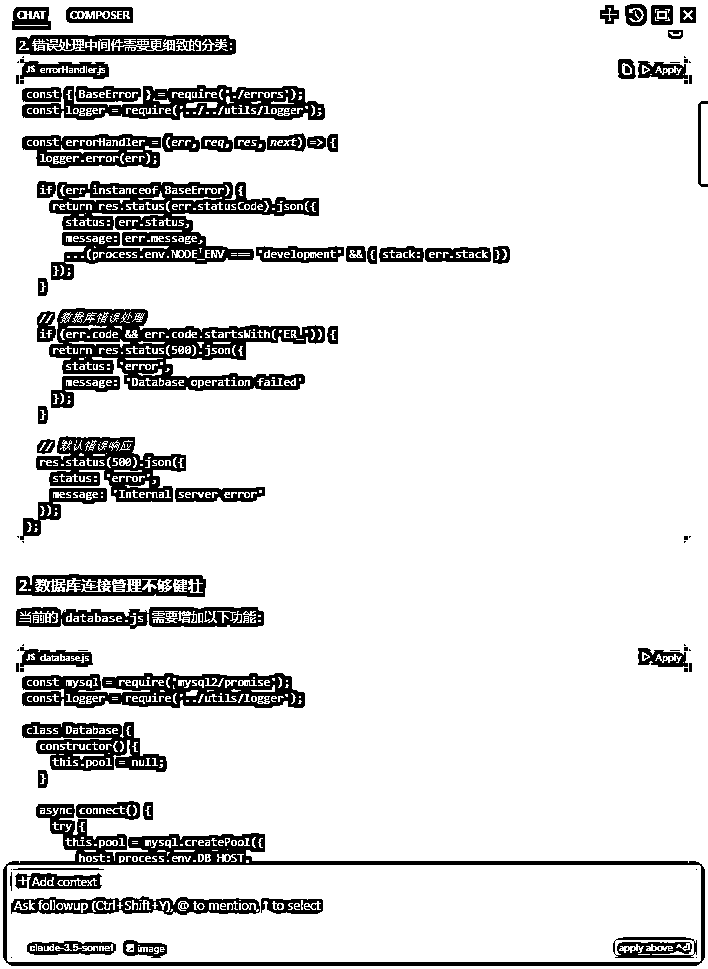 CHAT COMPOSER
2. 错误处理中间件需要更细致的分类:
JS errorHandler.js Apply
const { BaseError } = require('./errors');
const logger = require('../../utils/logger');
const errorHandler = (err, req, res, next) => {
logger.error(err);
if (err instanceof BaseError) {
return res.status(err.statusCode).json({
status: err.status,
message: err.message,
...(process.env.NODE_ENV === 'development' && { stack: err.stack })
});
}
// 数据库错误处理
if (err.code && err.code.startsWith('ER_')) {
return res.status(500).json({
status: 'error',
message: 'Database operation failed'
});
}
// 默认错误响应
res.status(500).json({
status: 'error',
message: 'Internal server error'
});
};
2. 数据库连接管理不够健壮
当前的 database.js 需要增加以下功能:
JS database.js Apply
const mysql = require('mysql2/promise');
const logger = require('../utils/logger');
class Database {
constructor() {
this.pool = null;
}
async connect() {
try {
this.pool = mysql.createPool({
host: process.env.DB_HOST,
+ Add context
Ask followup (Ctrl+Shift+Y), @ to mention, ↑ to select
claude-3.5-sonnet image apply above